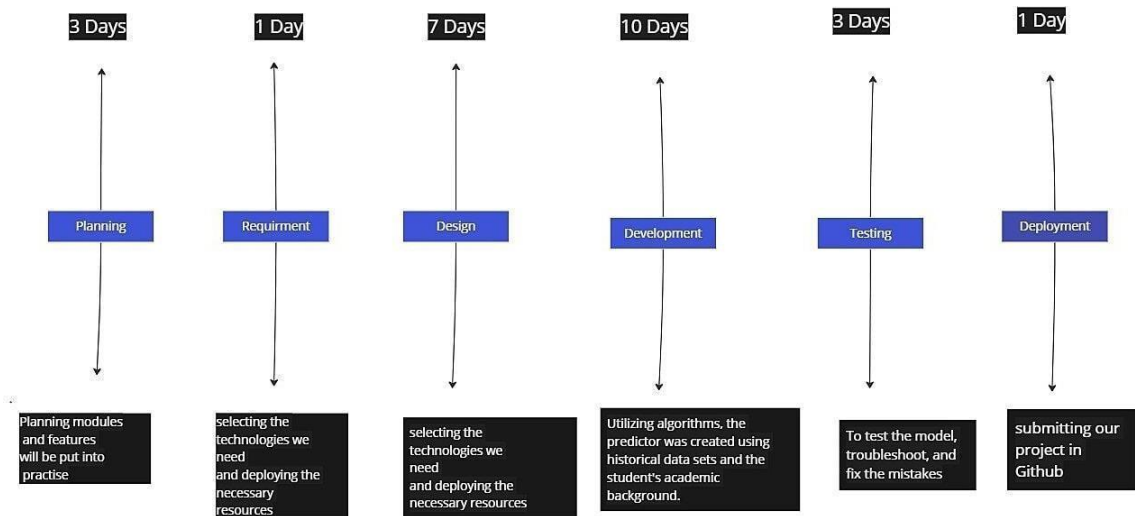 3 Days
1 Day
7 Days
10 Days
3 Days
1 Day
Planning
Requirment
Design
Development
Testing
Deployment
Planning modules
and features
will be put into
practise
selecting the
technologies we
need
and deploying the
necessary
resources
selecting the
technologies we
need
and deploying the
necessary resources
Utilizing algorithms, the
predictor was created using
historical data sets and the
student's academic
background.
To test the model,
troubleshoot, and
fix the mistakes
submitting our
project in
Github